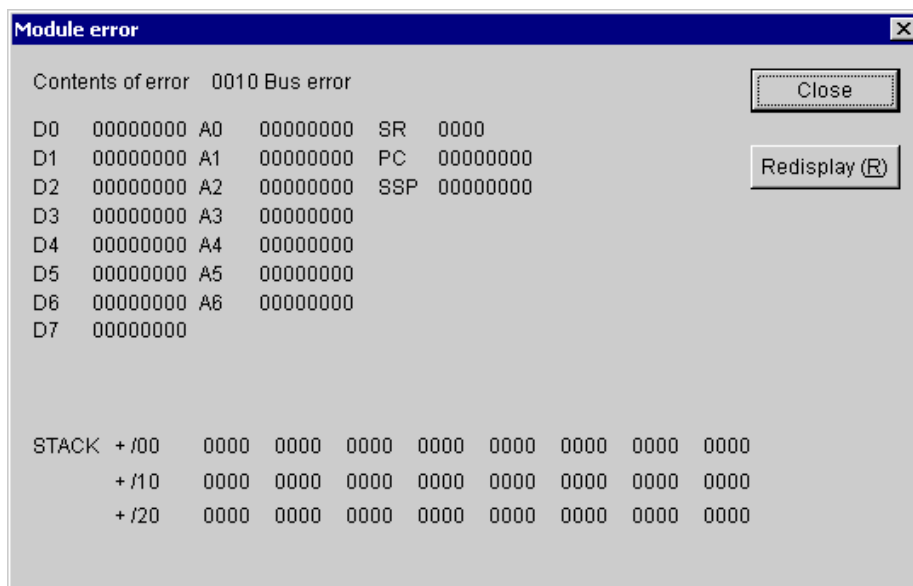 Module error
Contents of error 0010 Bus error
Close
D0 00000000 A0 00000000 SR 0000
D1 00000000 A1 00000000 PC 00000000
Redisplay (R)
D2 00000000 A2 00000000 SSP 00000000
D3 00000000 A3 00000000
D4 00000000 A4 00000000
D5 00000000 A5 00000000
D6 00000000 A6 00000000
D7 00000000
STACK + /00 0000 0000 0000 0000 0000 0000 0000 0000
+ /10 0000 0000 0000 0000 0000 0000 0000 0000
+ /20 0000 0000 0000 0000 0000 0000 0000 0000